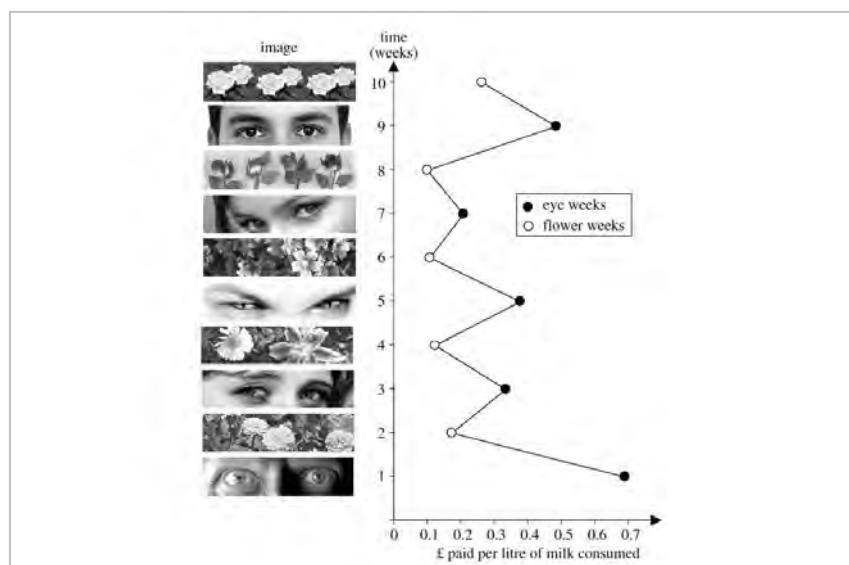 image
time
(weeks)
10
9
8
7
6
5
4
3
2
1
eye weeks
flower weeks
0 0.1 0.2 0.3 0.4 0.5 0.6 0.7
£ paid per litre of milk consumed